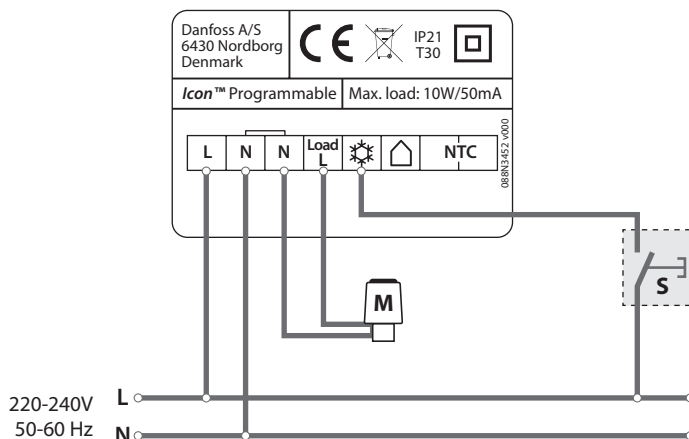 Danfoss A/S
6430 Nordborg
Denmark
CE
IP21
T30
Icon™ Programmable
Max. load: 10W/50mA
L N N Load L NTC
088N3452 v000
M
S
220-240V L
50-60 Hz N